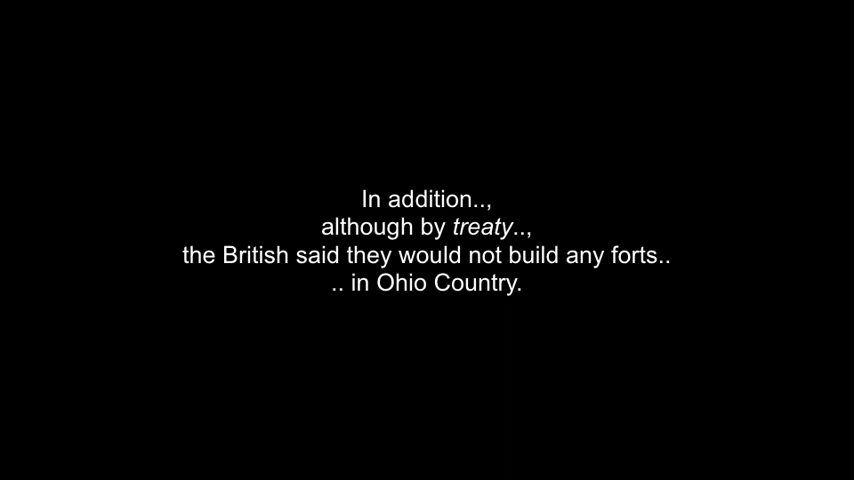 In addition..,
although by treaty..,
the British said they would not build any forts..
.. in Ohio Country.